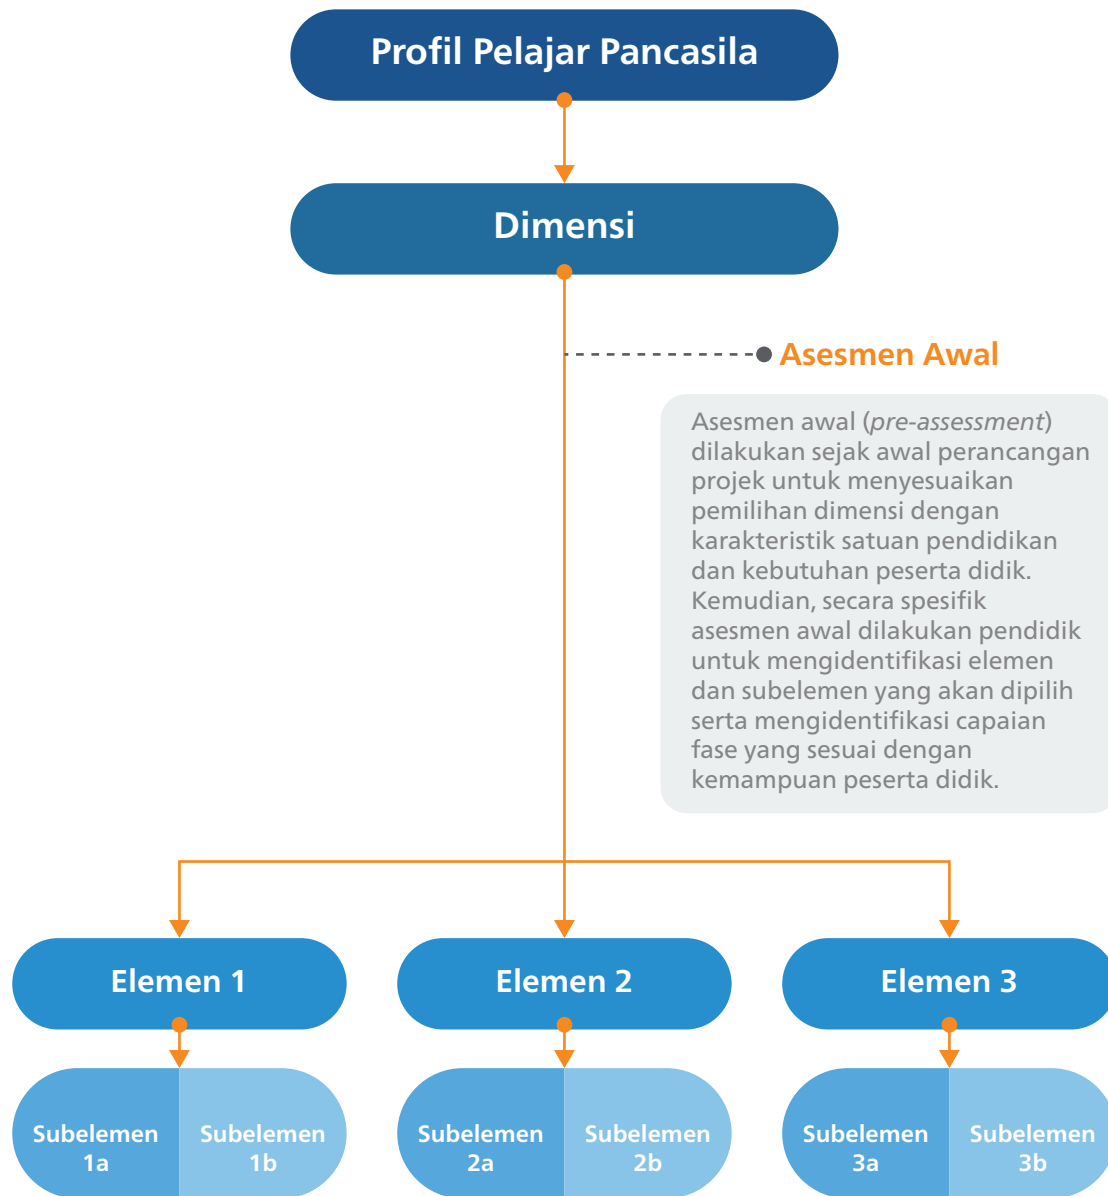 Profil Pelajar Pancasila
Dimensi
Asesmen Awal
Asesmen awal (pre-assessment)
dilakukan sejak awal perancangan
projek untuk menyesuaikan
pemilihan dimensi dengan
karakteristik satuan pendidikan
dan kebutuhan peserta didik.
Kemudian, secara spesifik
asesmen awal dilakukan pendidik
untuk mengidentifikasi elemen
dan subelemen yang akan dipilih
serta mengidentifikasi capaian
fase yang sesuai dengan
kemampuan peserta didik.
Elemen 1
Elemen 2
Elemen 3
Subelemen
1a
Subelemen
1b
Subelemen
2a
Subelemen
2b
Subelemen
3a
Subelemen
3b